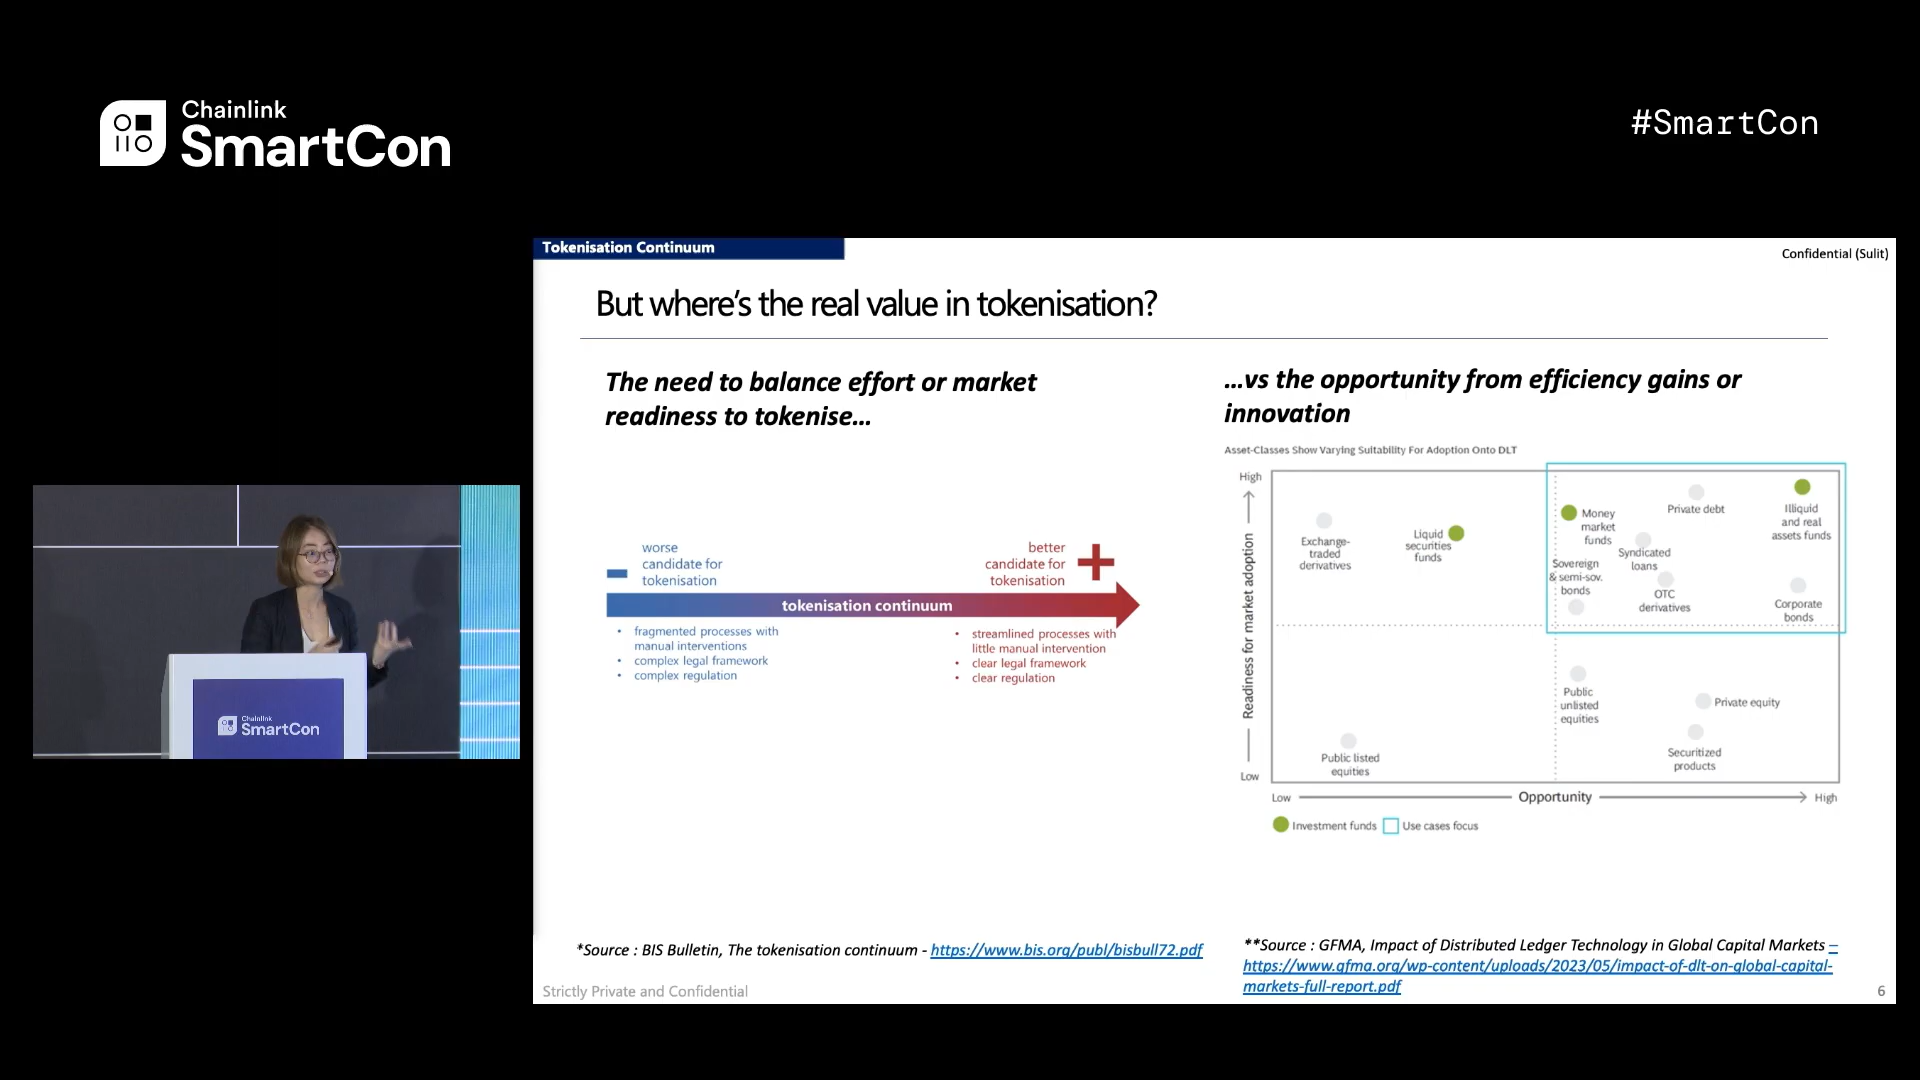 Chainlink
SmartCon
#SmartCon
Tokenisation Continuum
Confidential (Sulit)
But where's the real value in tokenisation?
The need to balance effort or market
readiness to tokenise...
worse
candidate for
tokenisation
better
candidate for
tokenisation
tokenisation continuum
• fragmented processes with
manual interventions
• complex legal framework
• complex regulation
• streamlined processes with
little manual intervention
• clear legal framework
• clear regulation
...vs the opportunity from efficiency gains or
innovation
Asset-Classes Show Varying Suitability For Adoption Onto DLT
High
Readiness for market adoption
Low
Exchange-
traded
derivatives
Liquid
securities
funds
Money
market
funds
Private debt
Illiquid
and real
assets funds
Syndicated
loans
Sovereign
& semi-sov.
bonds
OTC
derivatives
Corporate
bonds
Public
unlisted
equities
Private equity
Securitized
products
Public listed
equities
Low
Opportunity
High
Investment funds
Use cases focus
*Source : BIS Bulletin, The tokenisation continuum - https://www.bis.org/publ/bisbull72.pdf
**Source : GFMA, Impact of Distributed Ledger Technology in Global Capital Markets –
https://www.gfma.org/wp-content/uploads/2023/05/impact-of-dlt-on-global-capital-
markets-full-report.pdf
Strictly Private and Confidential
6
Chainlink
SmartCon